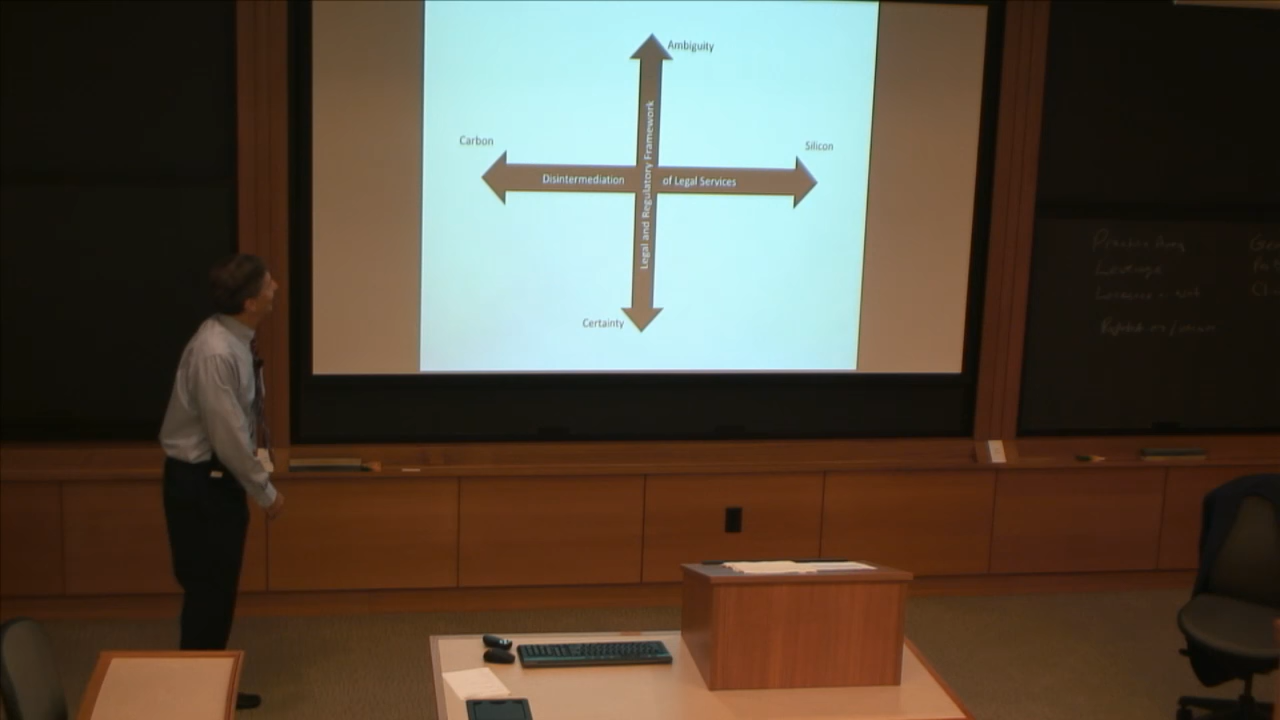 Ambiguity
Carbon
Silicon
Disintermediation of Legal Services
Legal and Regulatory Framework
Certainty
Leverage